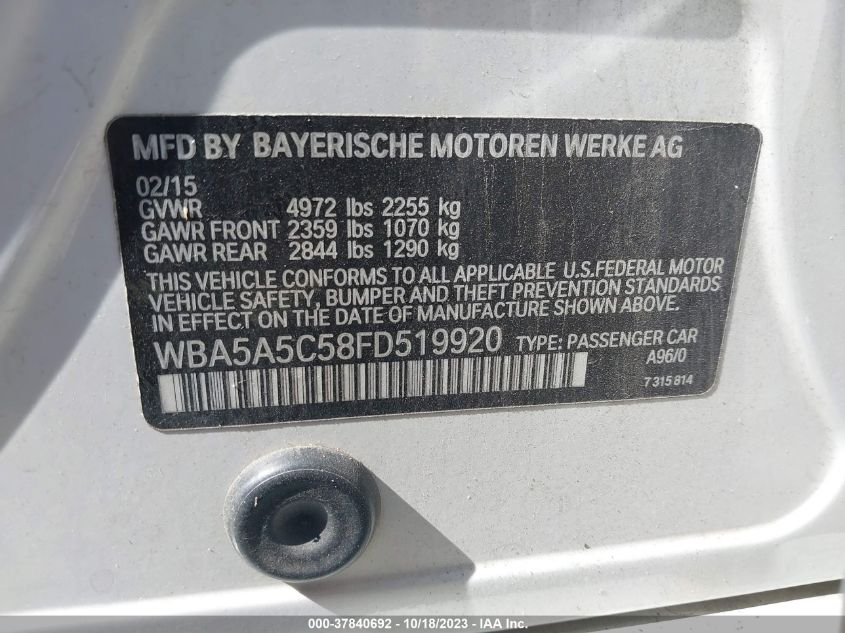 MFD BY BAYERISCHE MOTOREN WERKE AG
02/15
GVWR 4972 lbs 2255 kg
GAWR FRONT 2359 lbs 1070 kg
GAWR REAR 2844 lbs 1290 kg
THIS VEHICLE CONFORMS TO ALL APPLICABLE U.S.FEDERAL MOTOR
VEHICLE SAFETY, BUMPER AND THEFT PREVENTION STANDARDS
IN EFFECT ON THE DATE OF MANUFACTURE SHOWN ABOVE.
WBA5A5C58FD519920 TYPE: PASSENGER CAR
A96/0
7 315 814
000-37840692 - 10/18/2023 - IAA Inc.